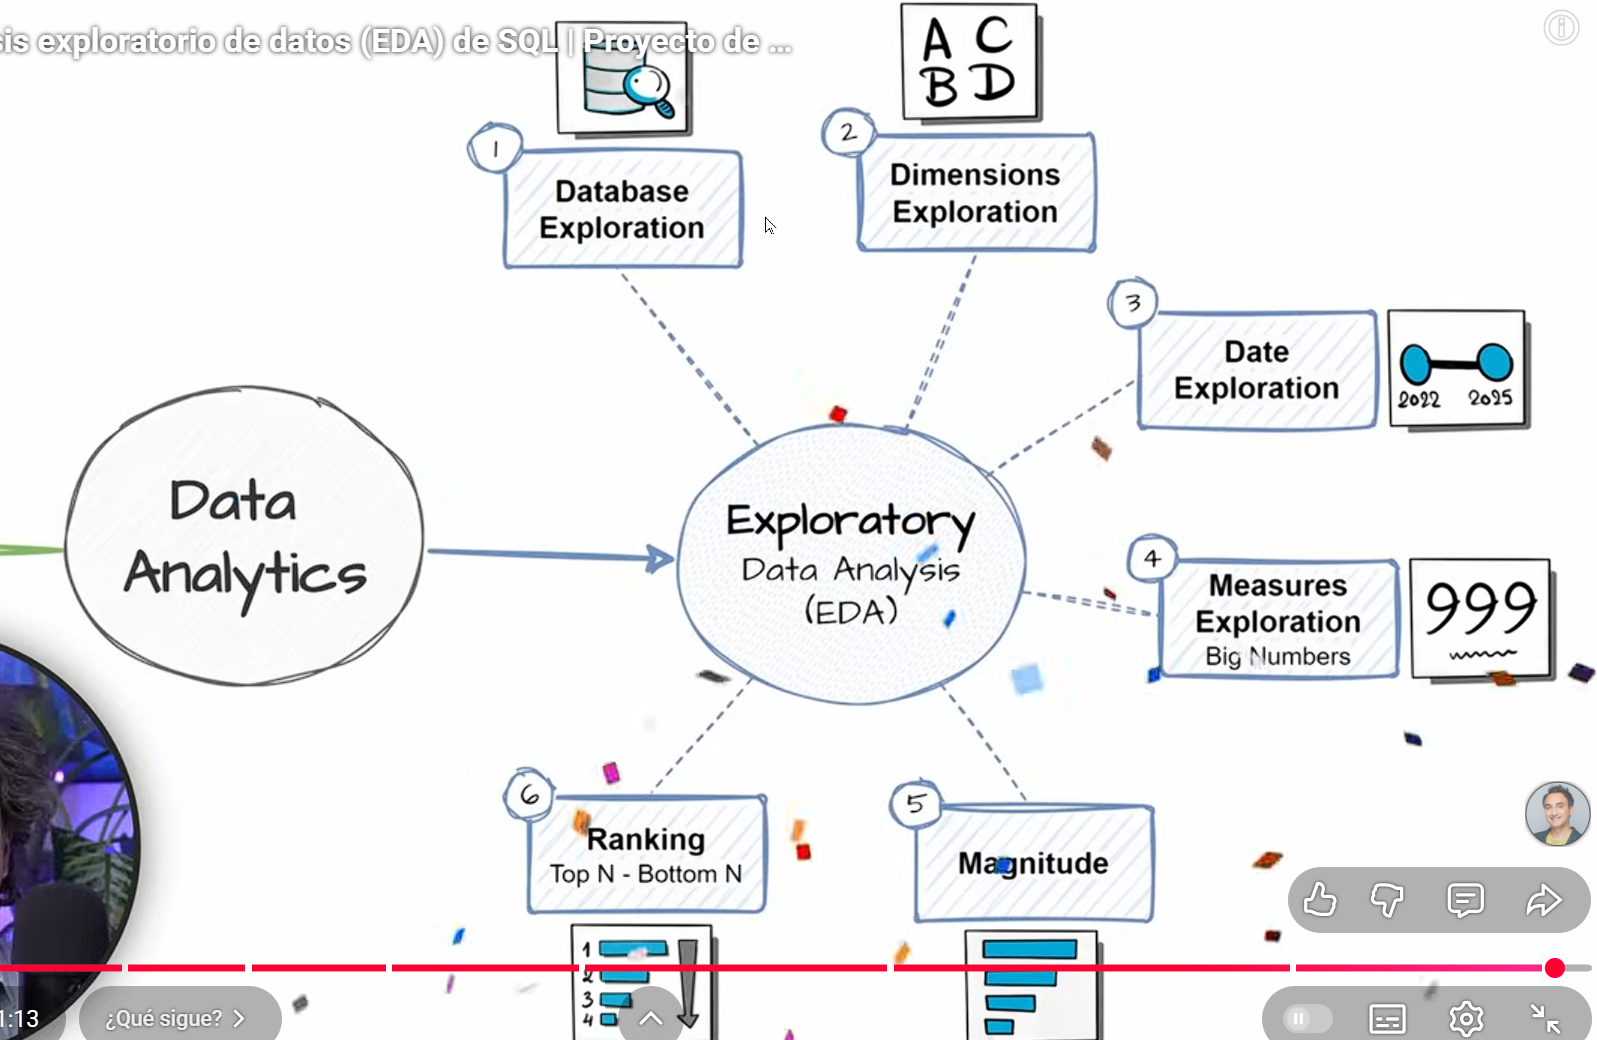 sis exploratorio de datos (EDA) de SQL | Proyecto de ...
A C
B D
1
Database
Exploration
2
Dimensions
Exploration
3
Date
Exploration
2022 2025
Data
Analytics
Exploratory
Data Analysis
(EDA)
4
Measures
Exploration
Big Numbers
999
6
Ranking
Top N - Bottom N
5
Magnitude
1
2
3
4
1:13
¿Qué sigue?